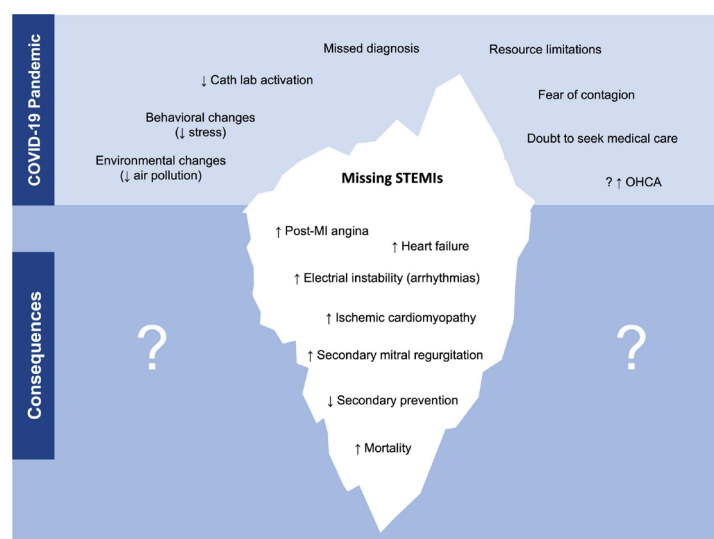 COVID-19 Pandemic
Missed diagnosis
Resource limitations
↓ Cath lab activation
Fear of contagion
Behavioral changes
(↓ stress)
Doubt to seek medical care
Environmental changes
(↓ air pollution)
Missing STEMIs
? ↑ OHCA
Consequences
↑ Post-MI angina
↑ Heart failure
↑ Electrial instability (arrhythmias)
↑ Ischemic cardiomyopathy
?
?
↑ Secondary mitral regurgitation
↓ Secondary prevention
↑ Mortality